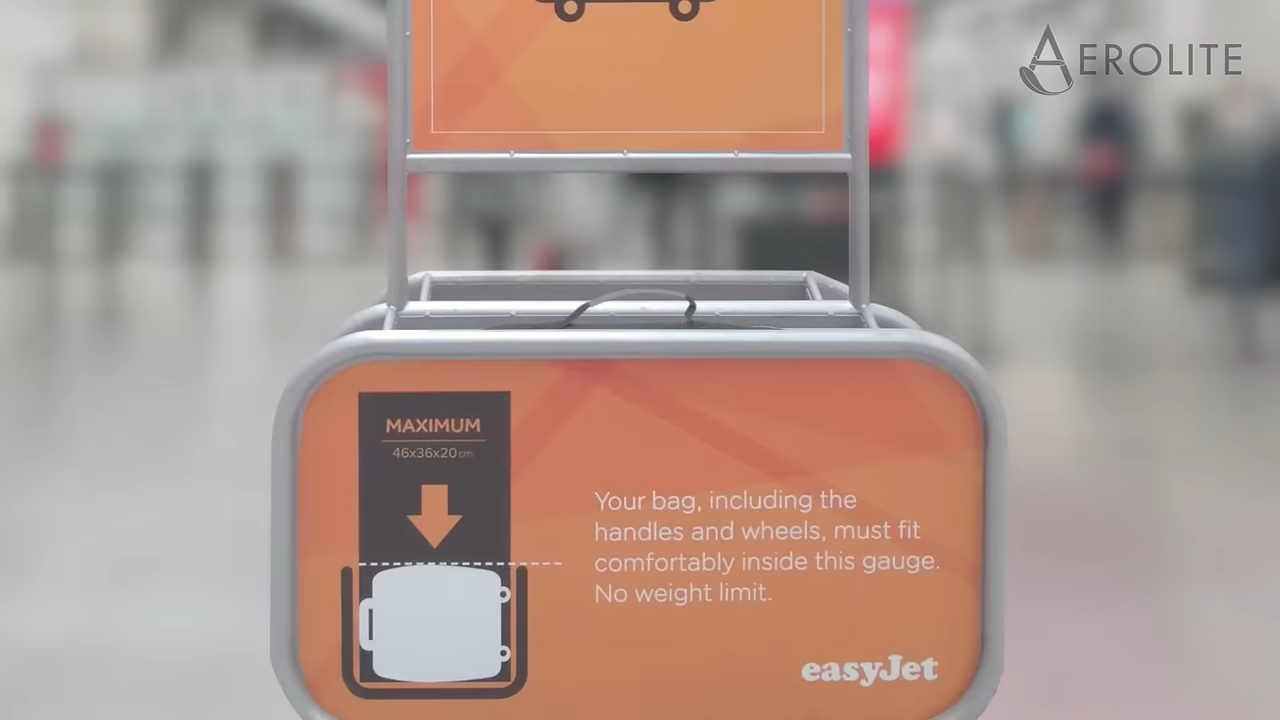 AEROLITE
MAXIMUM
46x36x20cm
Your bag, including the
handles and wheels, must fit
comfortably inside this gauge.
No weight limit.
easyJet